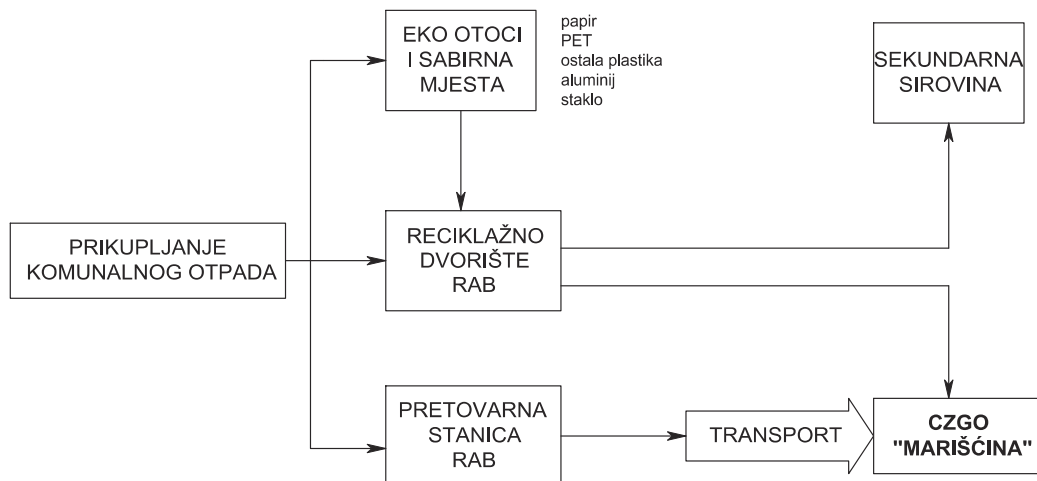 EKO OTOCI
I SABIRNA
MJESTA
papir
PET
ostala plastika
aluminij
staklo
SEKUNDARNA
SIROVINA
PRIKUPLJANJE
KOMUNALNOG OTPADA
RECIKLAŽNO
DVORIŠTE
RAB
PRETOVARNA
STANICA
RAB
TRANSPORT
CZGO
"MARIŠĆINA"